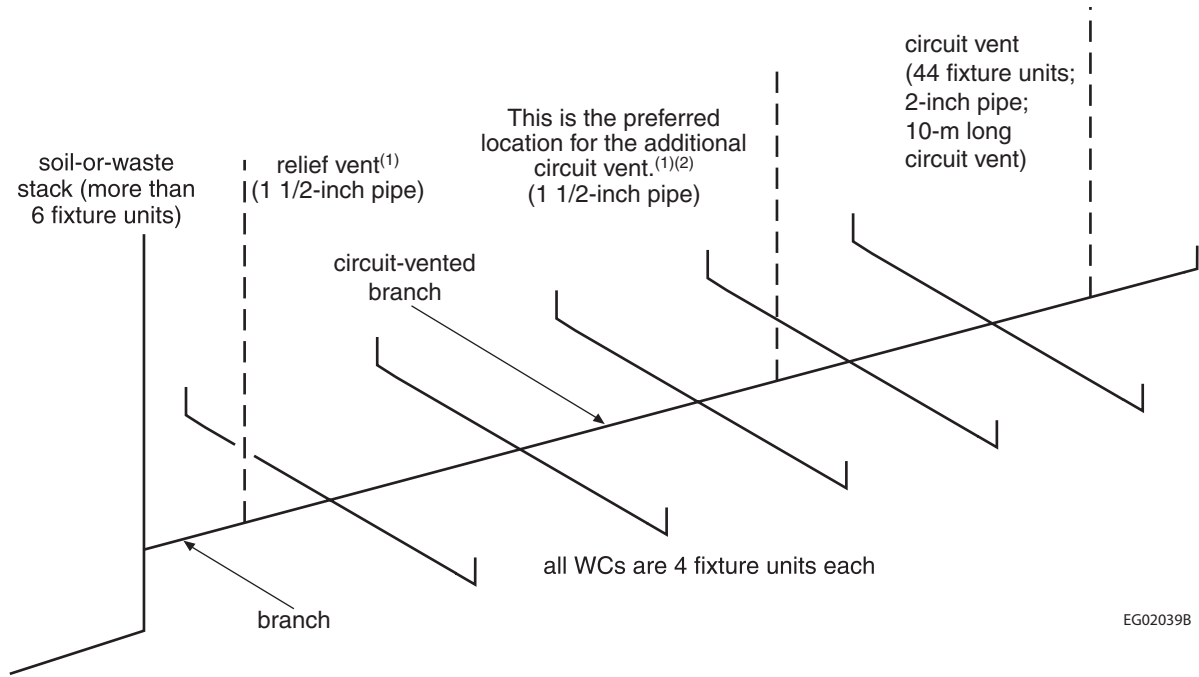 soil-or-waste
stack (more than
6 fixture units)
relief vent(1)
(1 1/2-inch pipe)
This is the preferred
location for the additional
circuit vent.(1)(2)
(1 1/2-inch pipe)
circuit vent
(44 fixture units;
2-inch pipe;
10-m long
circuit vent)
circuit-vented
branch
all WCs are 4 fixture units each
branch
EG02039B